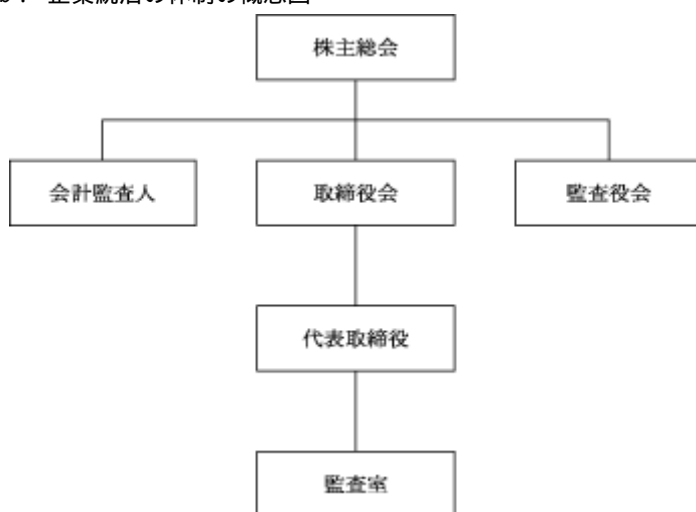 企業統治の体制の概念図
株主総会
会計監査人
取締役会
監査役会
代表取締役
監査室